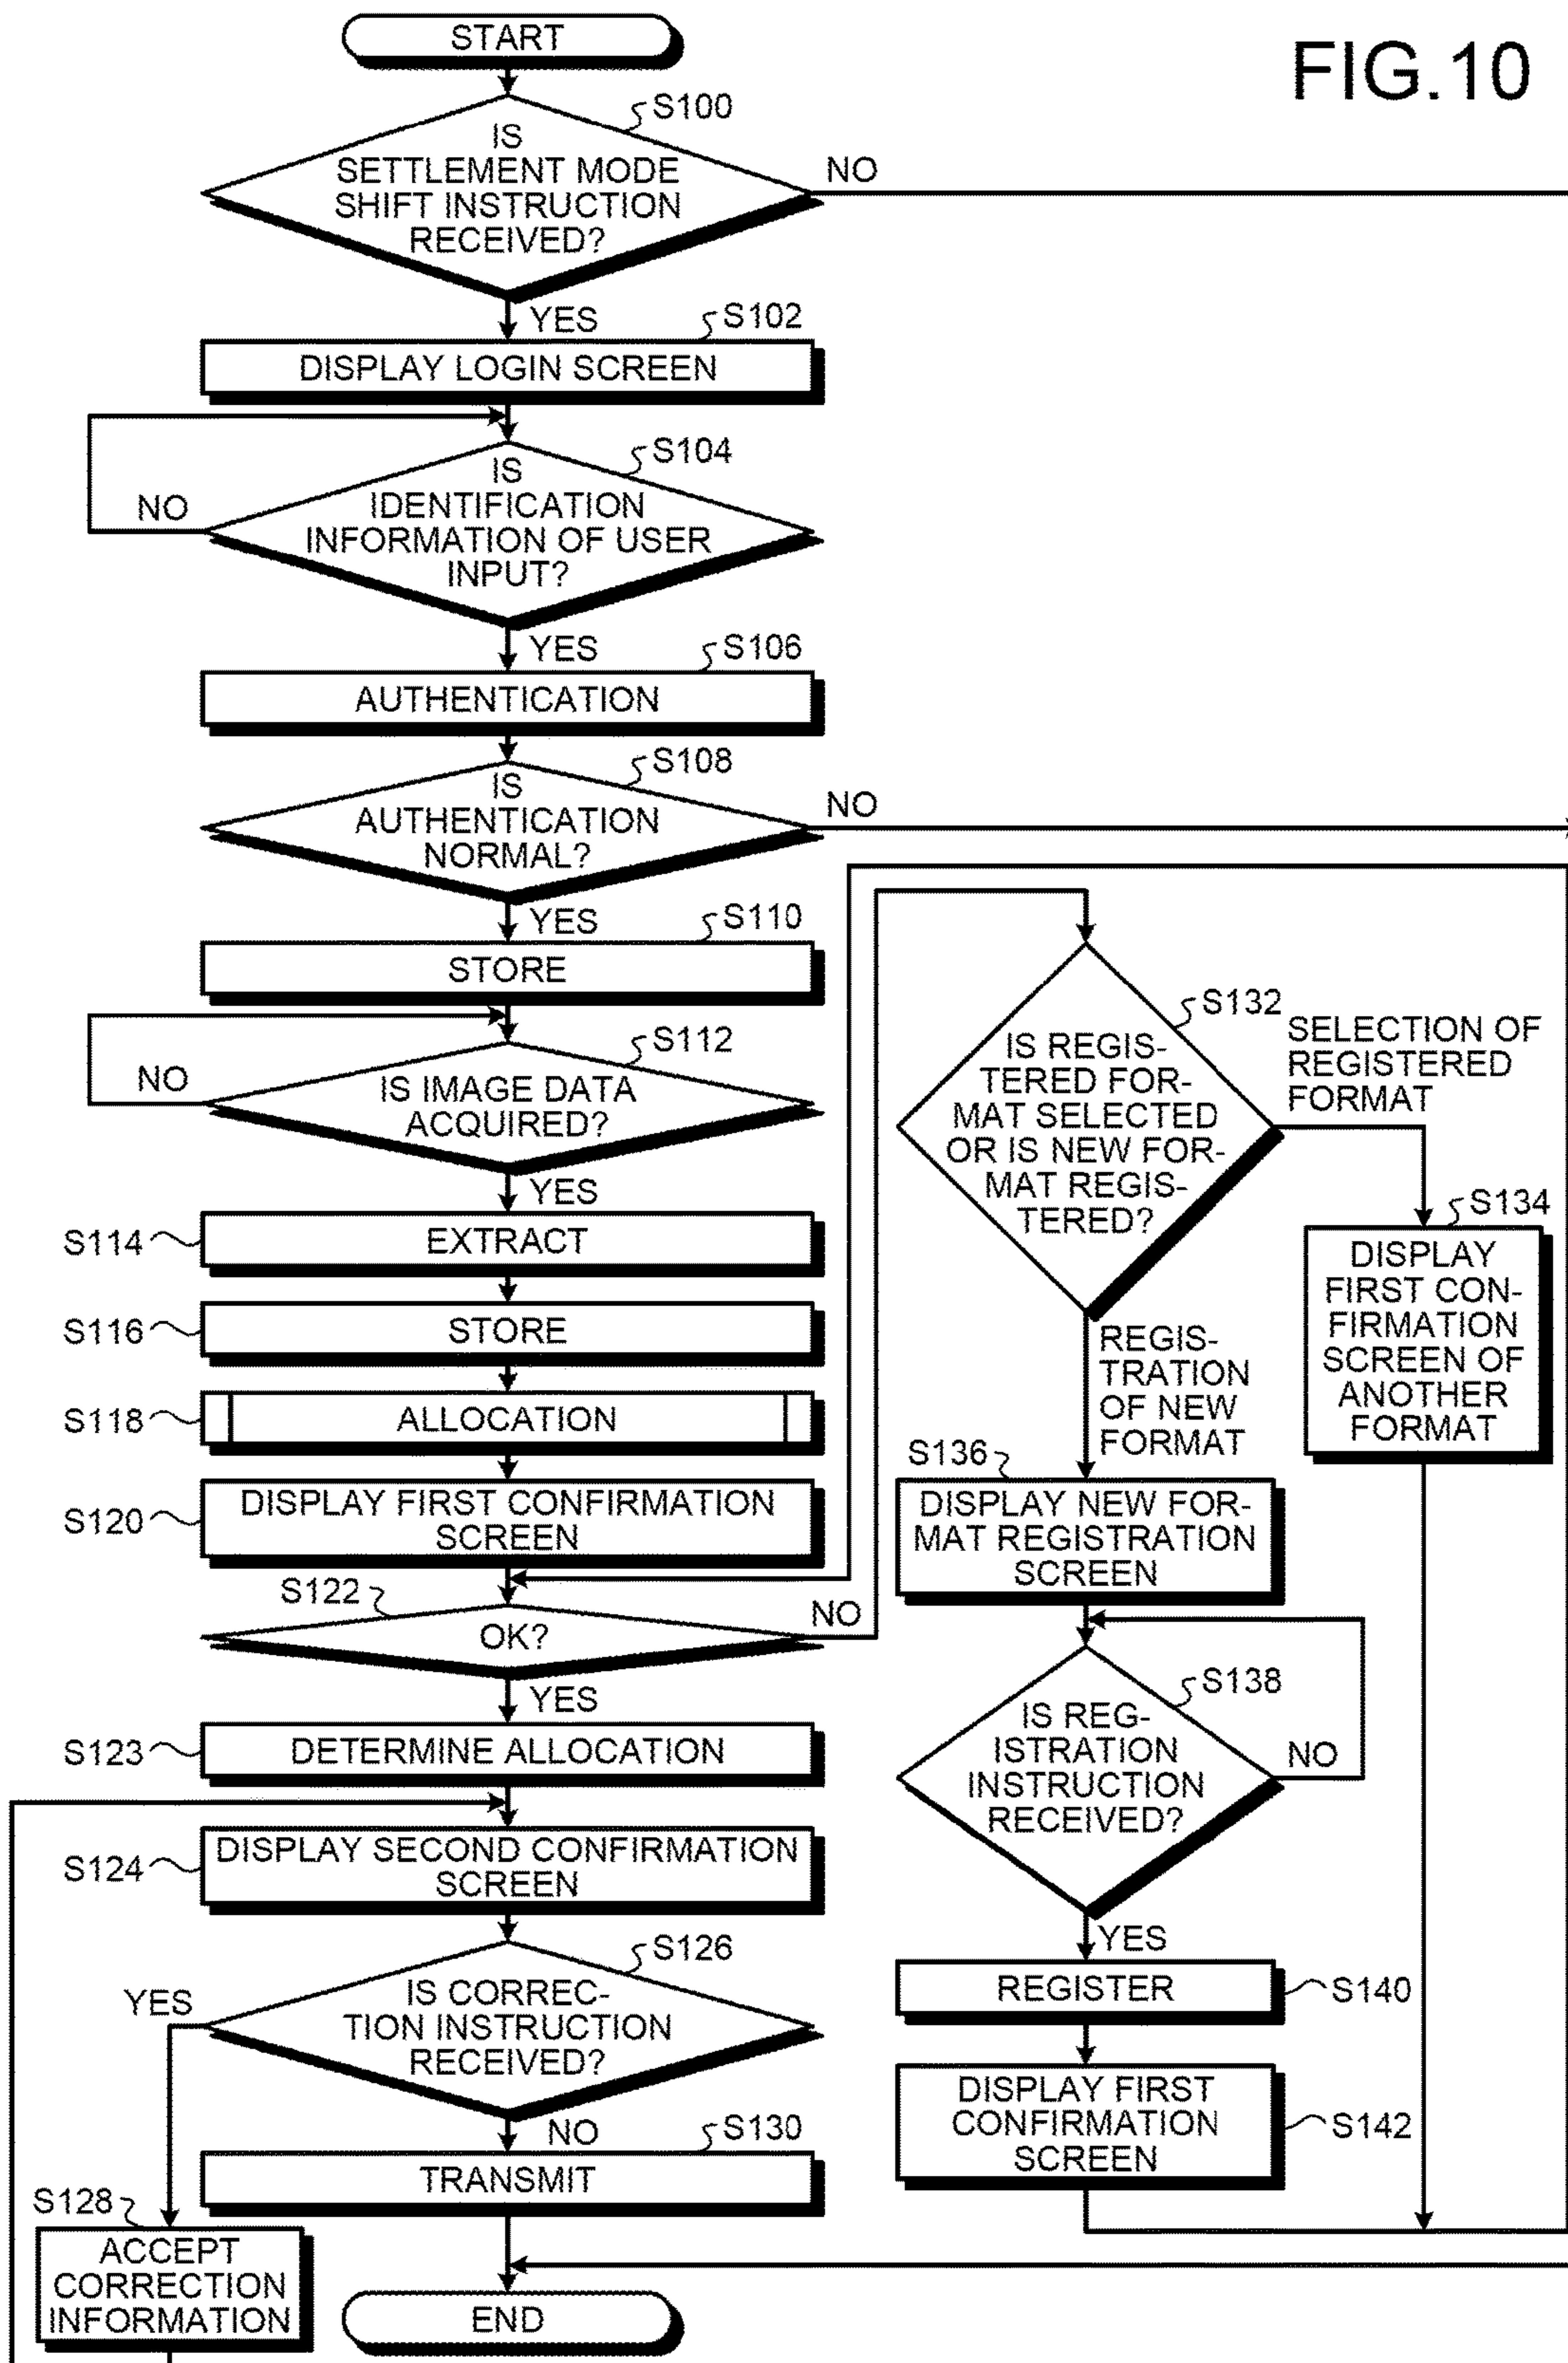 FIG.10
START
S100
IS
SETTLEMENT MODE
SHIFT INSTRUCTION
RECEIVED?
NO
YES
S102
DISPLAY LOGIN SCREEN
S104
IS
IDENTIFICATION
INFORMATION OF USER
INPUT?
NO
YES
S106
AUTHENTICATION
S108
IS
AUTHENTICATION
NORMAL?
NO
YES
S110
STORE
S112
IS IMAGE DATA
ACQUIRED?
NO
YES
S114
EXTRACT
S116
STORE
S118
ALLOCATION
S120
DISPLAY FIRST CONFIRMATION
SCREEN
S122
OK?
NO
YES
S123
DETERMINE ALLOCATION
S124
DISPLAY SECOND CONFIRMATION
SCREEN
S126
IS CORREC-
TION INSTRUCTION
RECEIVED?
YES
NO
S128
ACCEPT
CORRECTION
INFORMATION
S130
TRANSMIT
END
S132
IS REGIS-
TERED FOR-
MAT SELECTED
OR IS NEW FOR-
MAT REGIS-
TERED?
SELECTION OF
REGISTERED
FORMAT
S134
DISPLAY
FIRST CON-
FIRMATION
SCREEN OF
ANOTHER
FORMAT
REGIS-
TRATION
OF NEW
FORMAT
S136
DISPLAY NEW FOR-
MAT REGISTRATION
SCREEN
S138
IS REG-
ISTRATION
INSTRUCTION
RECEIVED?
NO
YES
REGISTER
S140
DISPLAY FIRST
CONFIRMATION
SCREEN
S142